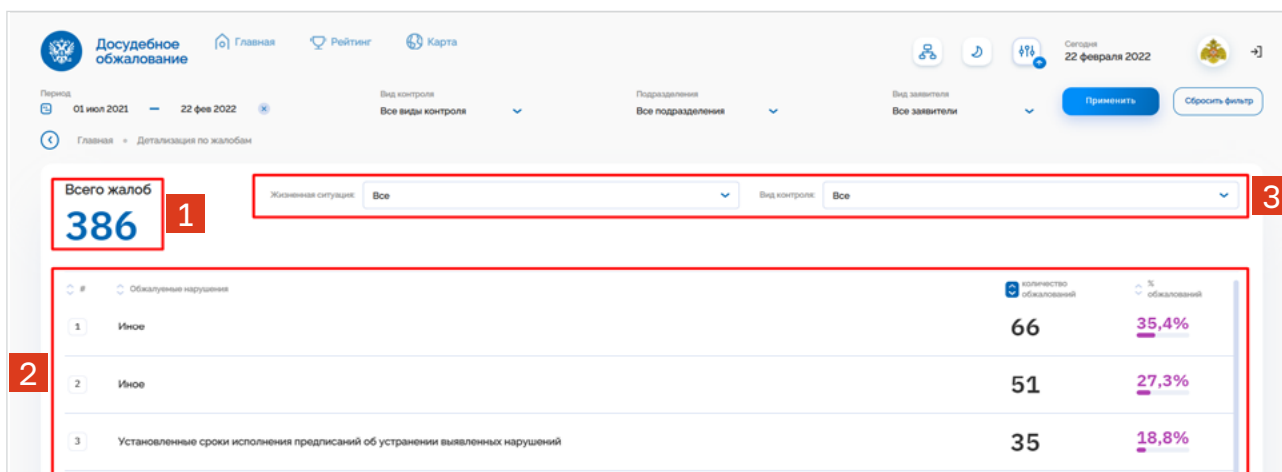 Досудебное обжалование
Главная
Рейтинг
Карта
Сегодня
22 февраля 2022
Период
01 июл 2021 — 22 фев 2022
Вид контроля
Все виды контроля
Подразделения
Все подразделения
Вид заявителя
Все заявители
Применить
Сбросить фильтр
Главная • Детализация по жалобам
Всего жалоб
386
1
Жизненная ситуация: Все
Вид контроля: Все
3
# Обжалуемые нарушения
количество обжалований
% обжалований
1 Иное 66 35,4%
2
2 Иное 51 27,3%
3 Установленные сроки исполнения предписаний об устранении выявленных нарушений 35 18,8%